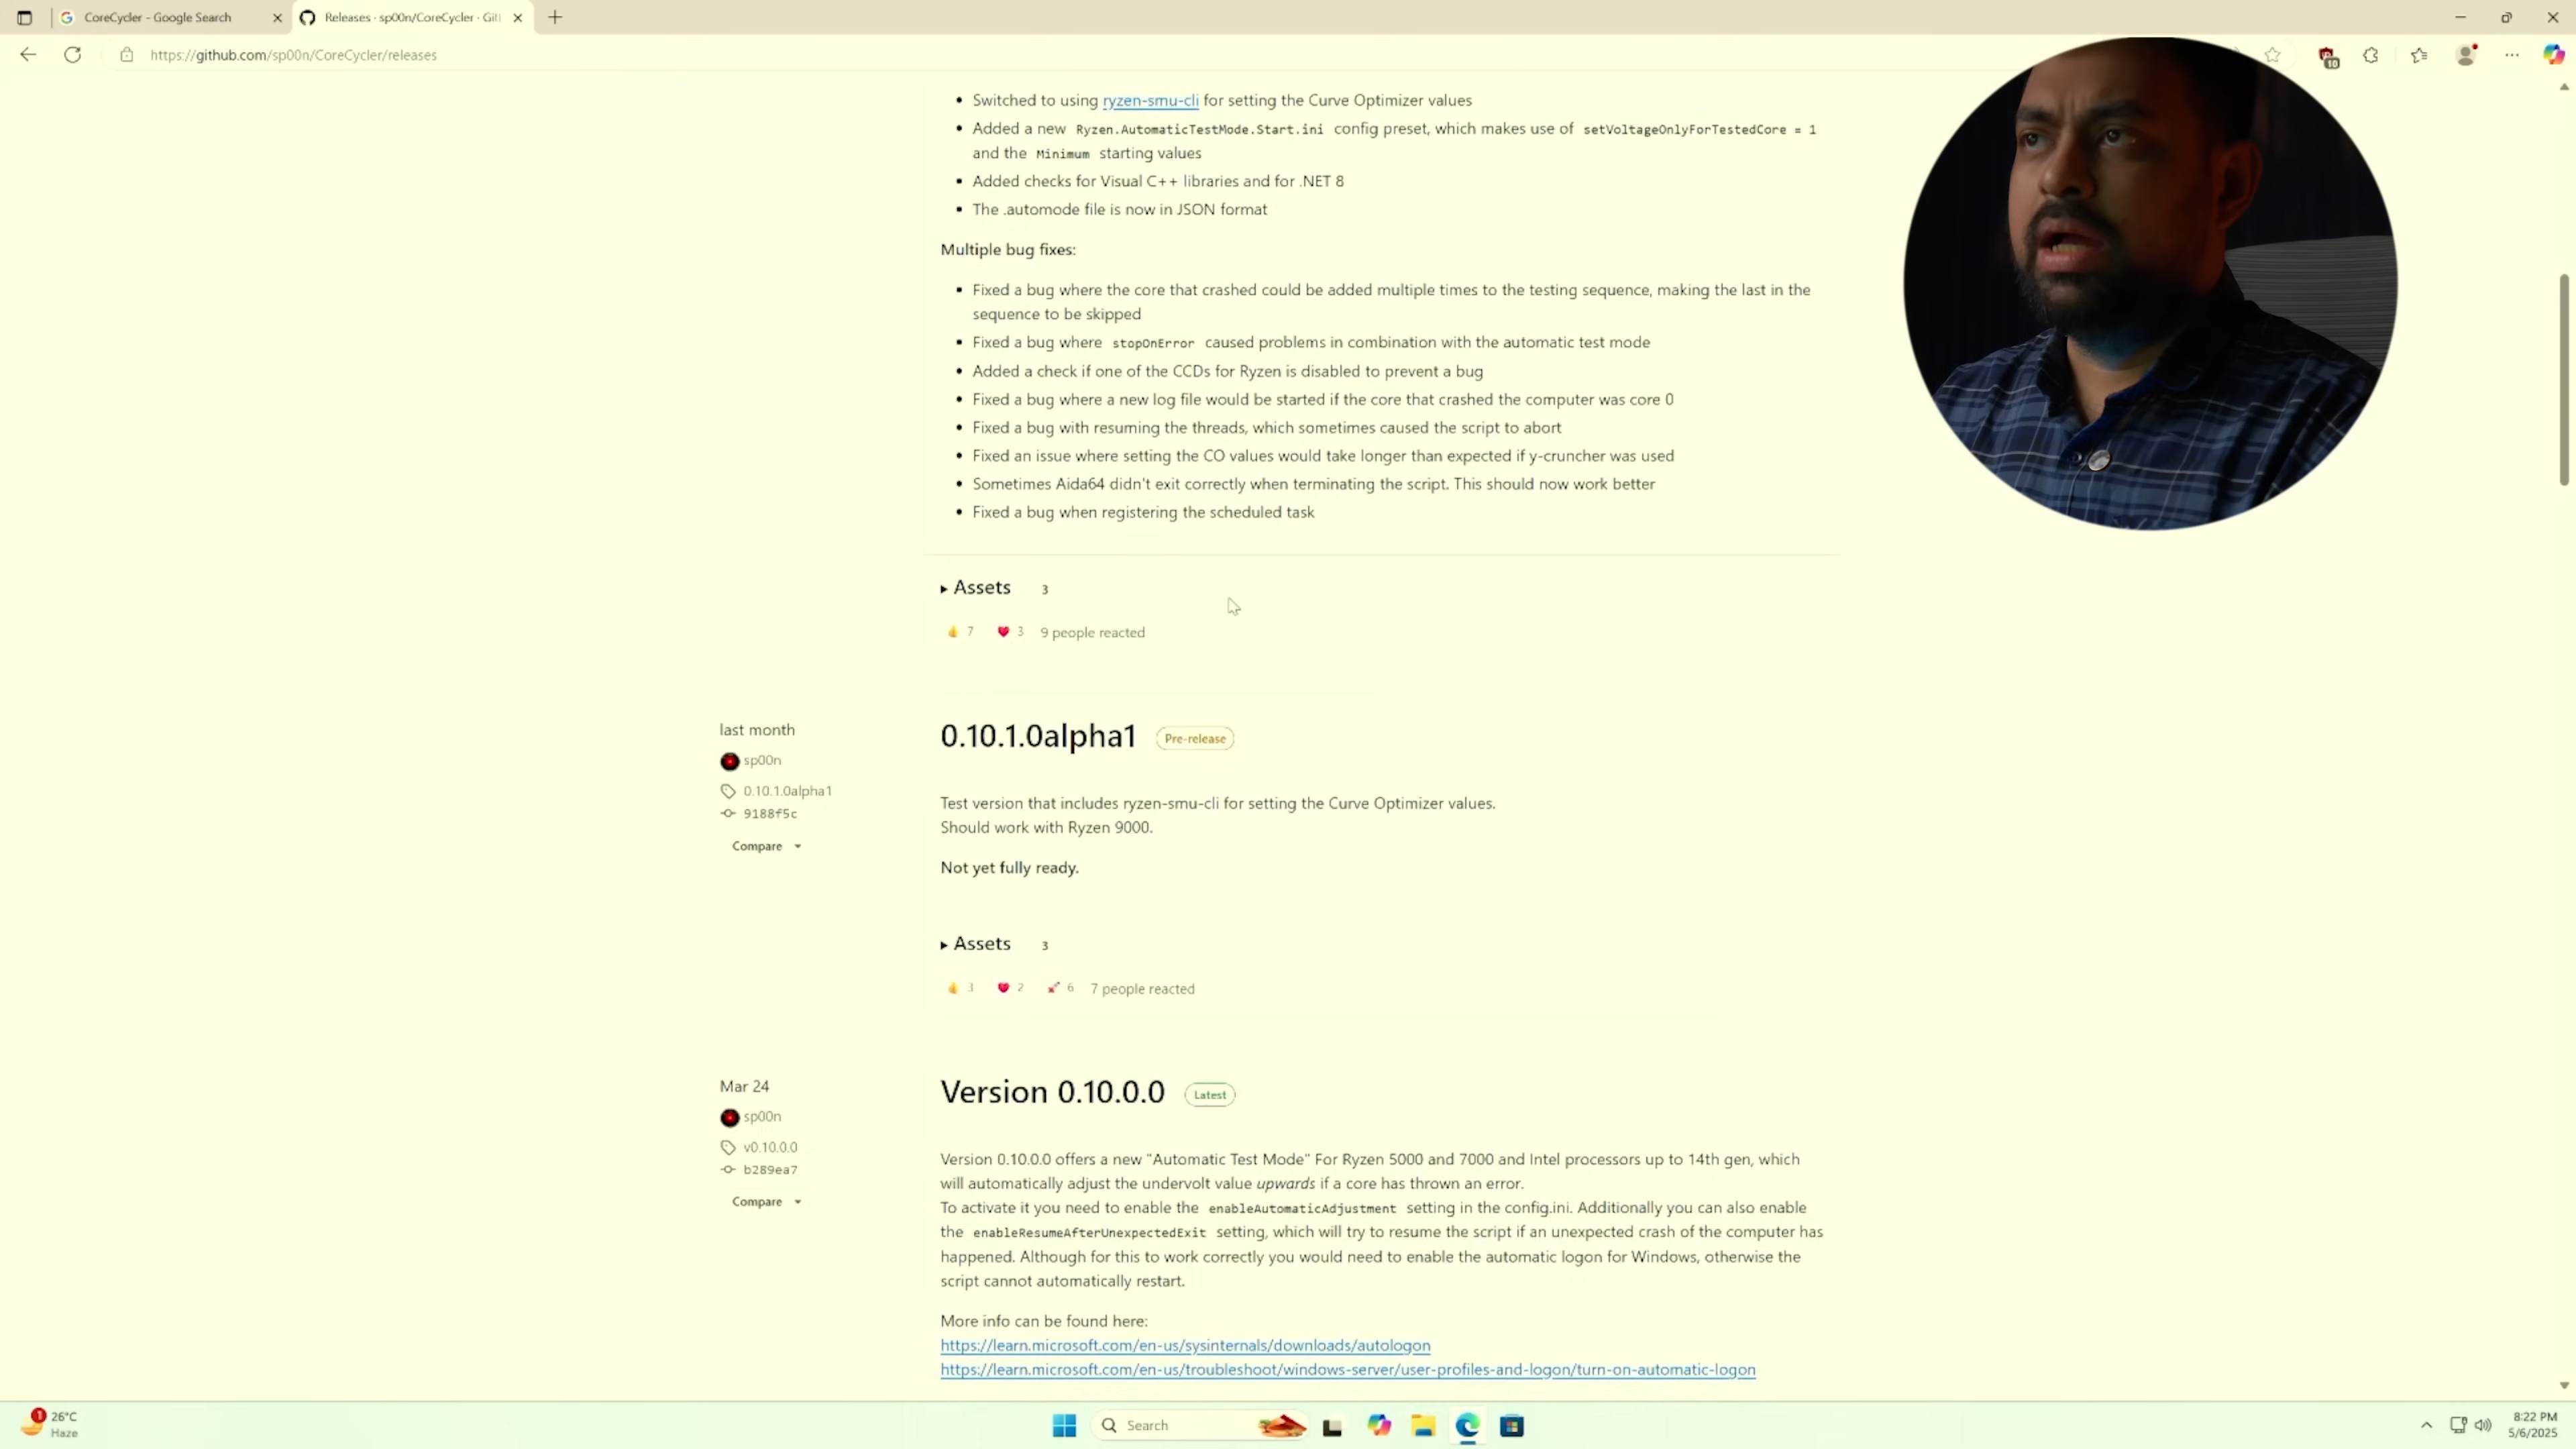 CoreCycler - Google Search
Releases · sp00n/CoreCycler · Git
https://github.com/sp00n/CoreCycler/releases
10
Switched to using ryzen-smu-cli for setting the Curve Optimizer values
Added a new Ryzen.AutomaticTestMode.Start.ini config preset, which makes use of setVoltageOnlyForTestedCore = 1
and the Minimum starting values
Added checks for Visual C++ libraries and for .NET 8
The .automode file is now in JSON format
Multiple bug fixes:
Fixed a bug where the core that crashed could be added multiple times to the testing sequence, making the last in the
sequence to be skipped
Fixed a bug where stopOnError caused problems in combination with the automatic test mode
Added a check if one of the CCDs for Ryzen is disabled to prevent a bug
Fixed a bug where a new log file would be started if the core that crashed the computer was core 0
Fixed a bug with resuming the threads, which sometimes caused the script to abort
Fixed an issue where setting the CO values would take longer than expected if y-cruncher was used
Sometimes Aida64 didn't exit correctly when terminating the script. This should now work better
Fixed a bug when registering the scheduled task
Assets 3
7 3 9 people reacted
last month
sp00n
0.10.1.0alpha1
9188f5c
Compare
0.10.1.0alpha1 Pre-release
Test version that includes ryzen-smu-cli for setting the Curve Optimizer values.
Should work with Ryzen 9000.
Not yet fully ready.
Assets 3
3 2 6 7 people reacted
Mar 24
sp00n
v0.10.0.0
b289ea7
Compare
Version 0.10.0.0 Latest
Version 0.10.0.0 offers a new "Automatic Test Mode" For Ryzen 5000 and 7000 and Intel processors up to 14th gen, which
will automatically adjust the undervolt value upwards if a core has thrown an error.
To activate it you need to enable the enableAutomaticAdjustment setting in the config.ini. Additionally you can also enable
the enableResumeAfterUnexpectedExit setting, which will try to resume the script if an unexpected crash of the computer has
happened. Although for this to work correctly you would need to enable the automatic logon for Windows, otherwise the
script cannot automatically restart.
More info can be found here:
https://learn.microsoft.com/en-us/sysinternals/downloads/autologon
https://learn.microsoft.com/en-us/troubleshoot/windows-server/user-profiles-and-logon/turn-on-automatic-logon
1
26°C
Haze
Search
8:22 PM
5/6/2025